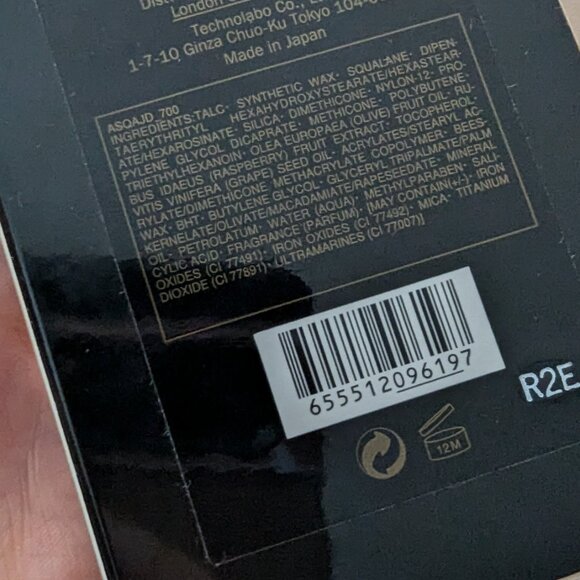 London
Technolabo Co.,
1-7-10, Ginza Chuo-Ku Tokyo
Made in Japan
ASQAJD_700
INGREDIENTS:TALC· SYNTHETIC WAX· SQUALANE· DIPEN-
TAERYTHRITYL HEXAHYDROXYSTEARATE/HEXASTEAR-
ATE/HEXAROSINATE· SILICA· DIMETHICONE· NYLON-12· PRO-
PYLENE GLYCOL DICAPRATE· METHICONE· POLYBUTENE·
TRIETHYLHEXANOIN· OLEA EUROPAEA (OLIVE) FRUIT OIL· RU-
BUS IDAEUS (RASPBERRY) FRUIT EXTRACT· TOCOPHEROL·
VITIS VINIFERA (GRAPE) SEED OIL· ACRYLATES/STEARYL AC-
RYLATE/DIMETHICONE METHACRYLATE COPOLYMER· BEES-
WAX· BHT· BUTYLENE GLYCOL· GLYCERYL TRIPALMATE/PALM
KERNELATE/OLIVATE/MACADAMIATE/RAPESEEDATE· MINERAL
OIL· PETROLATUM· WATER (AQUA)· METHYLPARABEN· SALI-
CYLIC ACID· FRAGRANCE (PARFUM)· [MAY CONTAIN(+/-)· IRON
OXIDES (CI 77491)· IRON OXIDES (CI 77492)· MICA· TITANIUM
DIOXIDE (CI 77891)· ULTRAMARINES (CI 77007)]
655512096197
R2E
12M